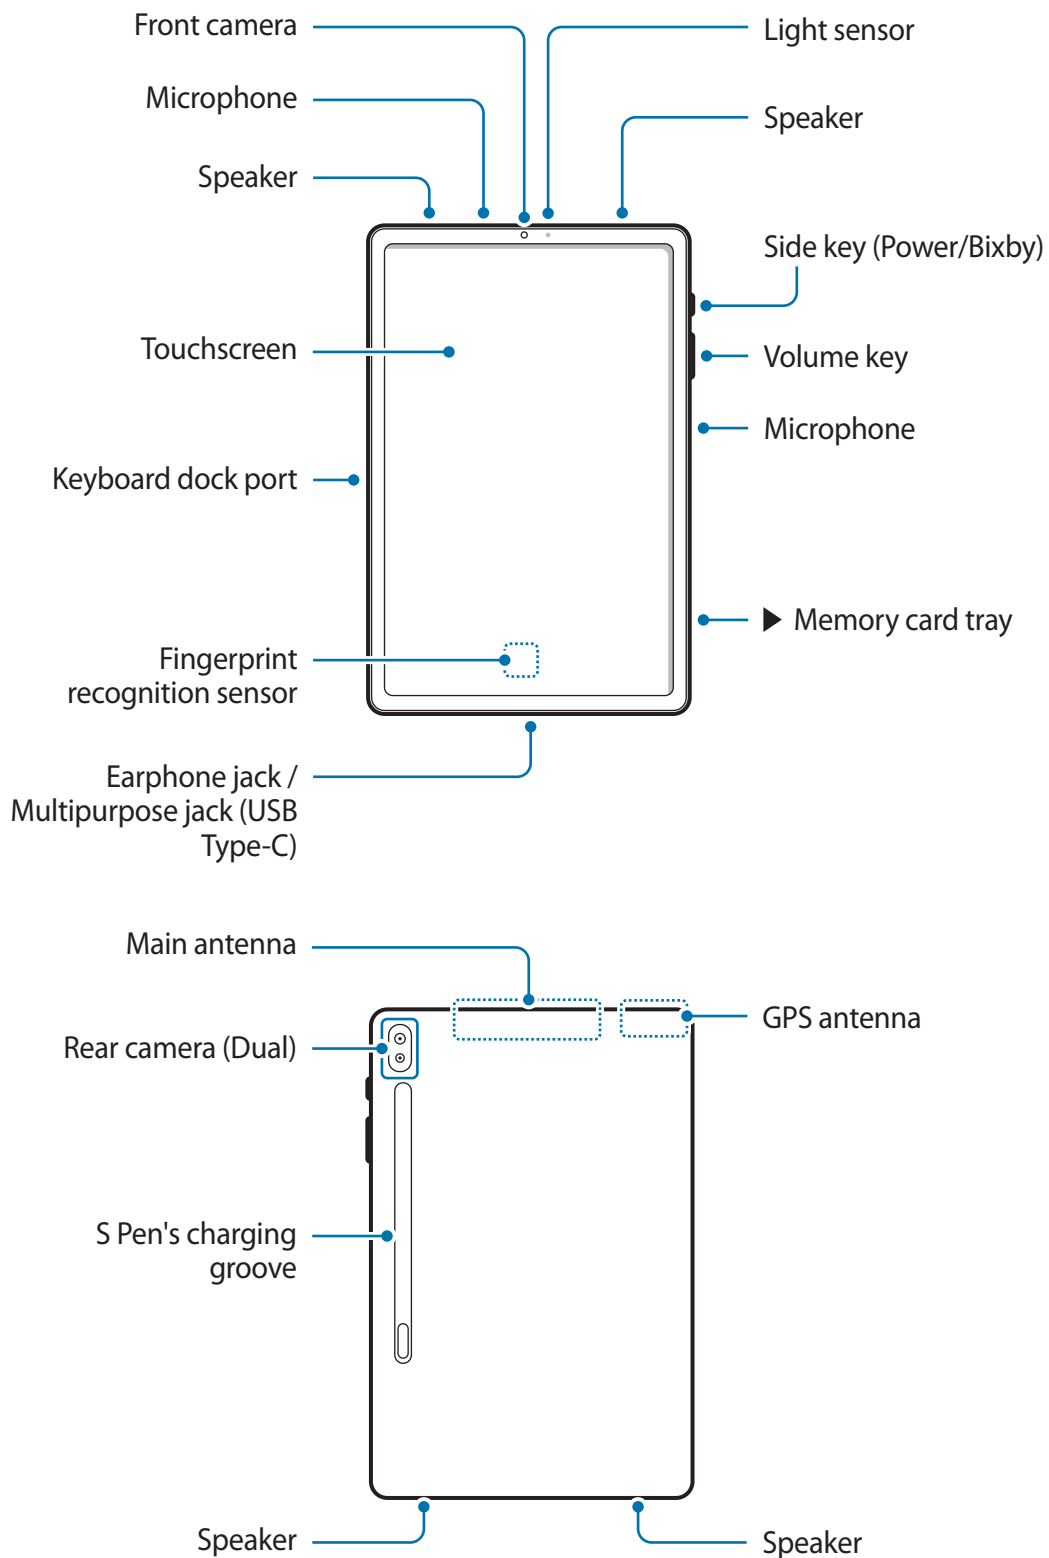 Front camera
Light sensor
Microphone
Speaker
Speaker
Side key (Power/Bixby)
Touchscreen
Volume key
Microphone
Keyboard dock port
Memory card tray
Fingerprint
recognition sensor
Earphone jack /
Multipurpose jack (USB
Type-C)
Main antenna
GPS antenna
Rear camera (Dual)
S Pen's charging
groove
Speaker
Speaker